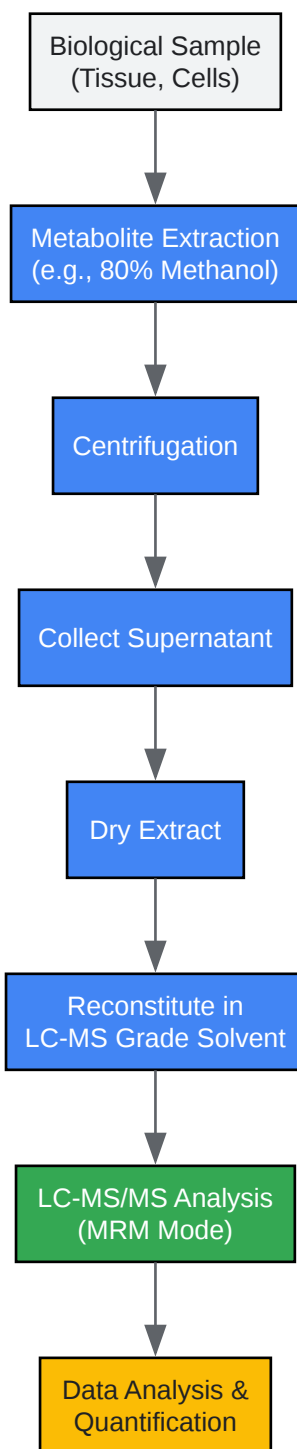 Biological Sample
(Tissue, Cells)
Metabolite Extraction
(e.g., 80% Methanol)
Centrifugation
Collect Supernatant
Dry Extract
Reconstitute in
LC-MS Grade Solvent
LC-MS/MS Analysis
(MRM Mode)
Data Analysis &
Quantification